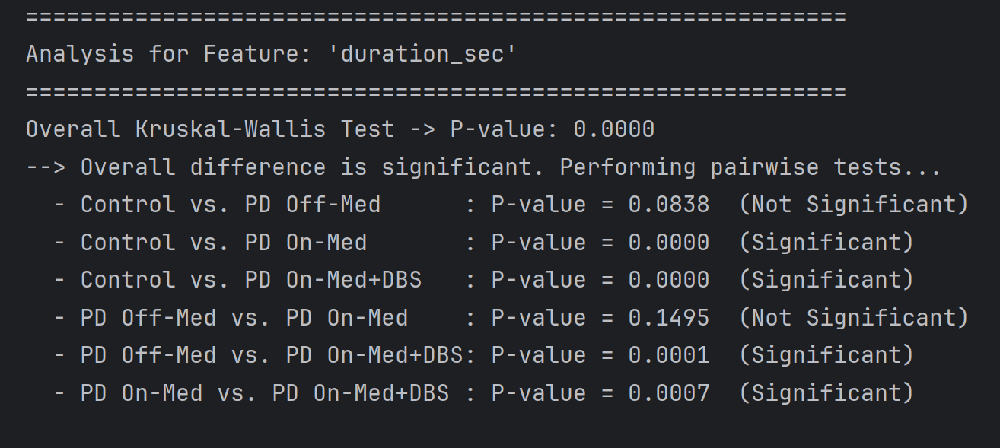 ============================================================
Analysis for Feature: 'duration_sec'
============================================================
Overall Kruskal-Wallis Test -> P-value: 0.0000
--> Overall difference is significant. Performing pairwise tests...
  - Control vs. PD Off-Med      : P-value = 0.0838  (Not Significant)
  - Control vs. PD On-Med       : P-value = 0.0000  (Significant)
  - Control vs. PD On-Med+DBS   : P-value = 0.0000  (Significant)
  - PD Off-Med vs. PD On-Med    : P-value = 0.1495  (Not Significant)
  - PD Off-Med vs. PD On-Med+DBS: P-value = 0.0001  (Significant)
  - PD On-Med vs. PD On-Med+DBS : P-value = 0.0007  (Significant)